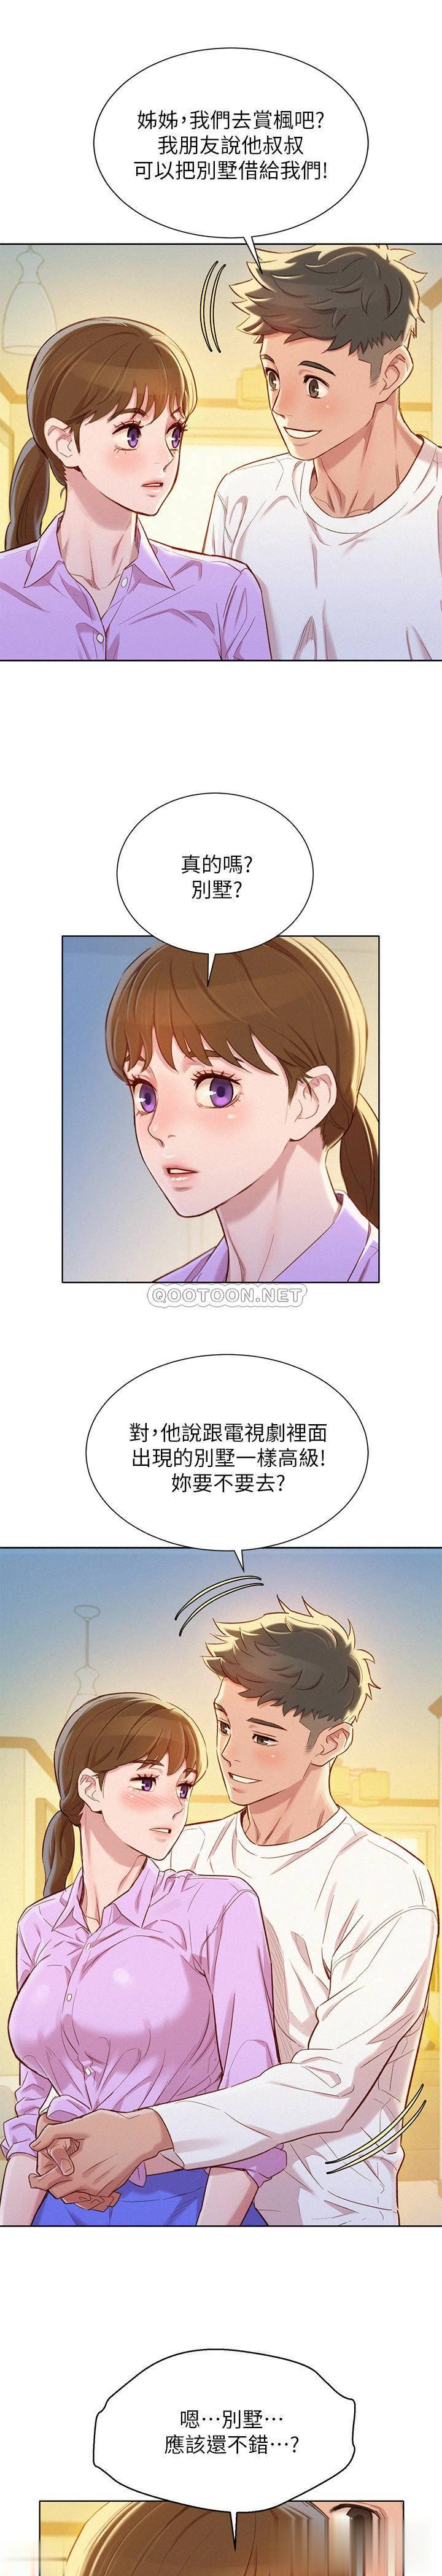 姊姊，我們去賞楓吧？
我朋友說他叔叔
可以把別墅借給我們！
真的嗎？
別墅？
QOOTOON.NET
對，他說跟電視劇裡面
出現的別墅一樣高級！
妳要不要去？
嗯…別墅…
應該還不錯…？